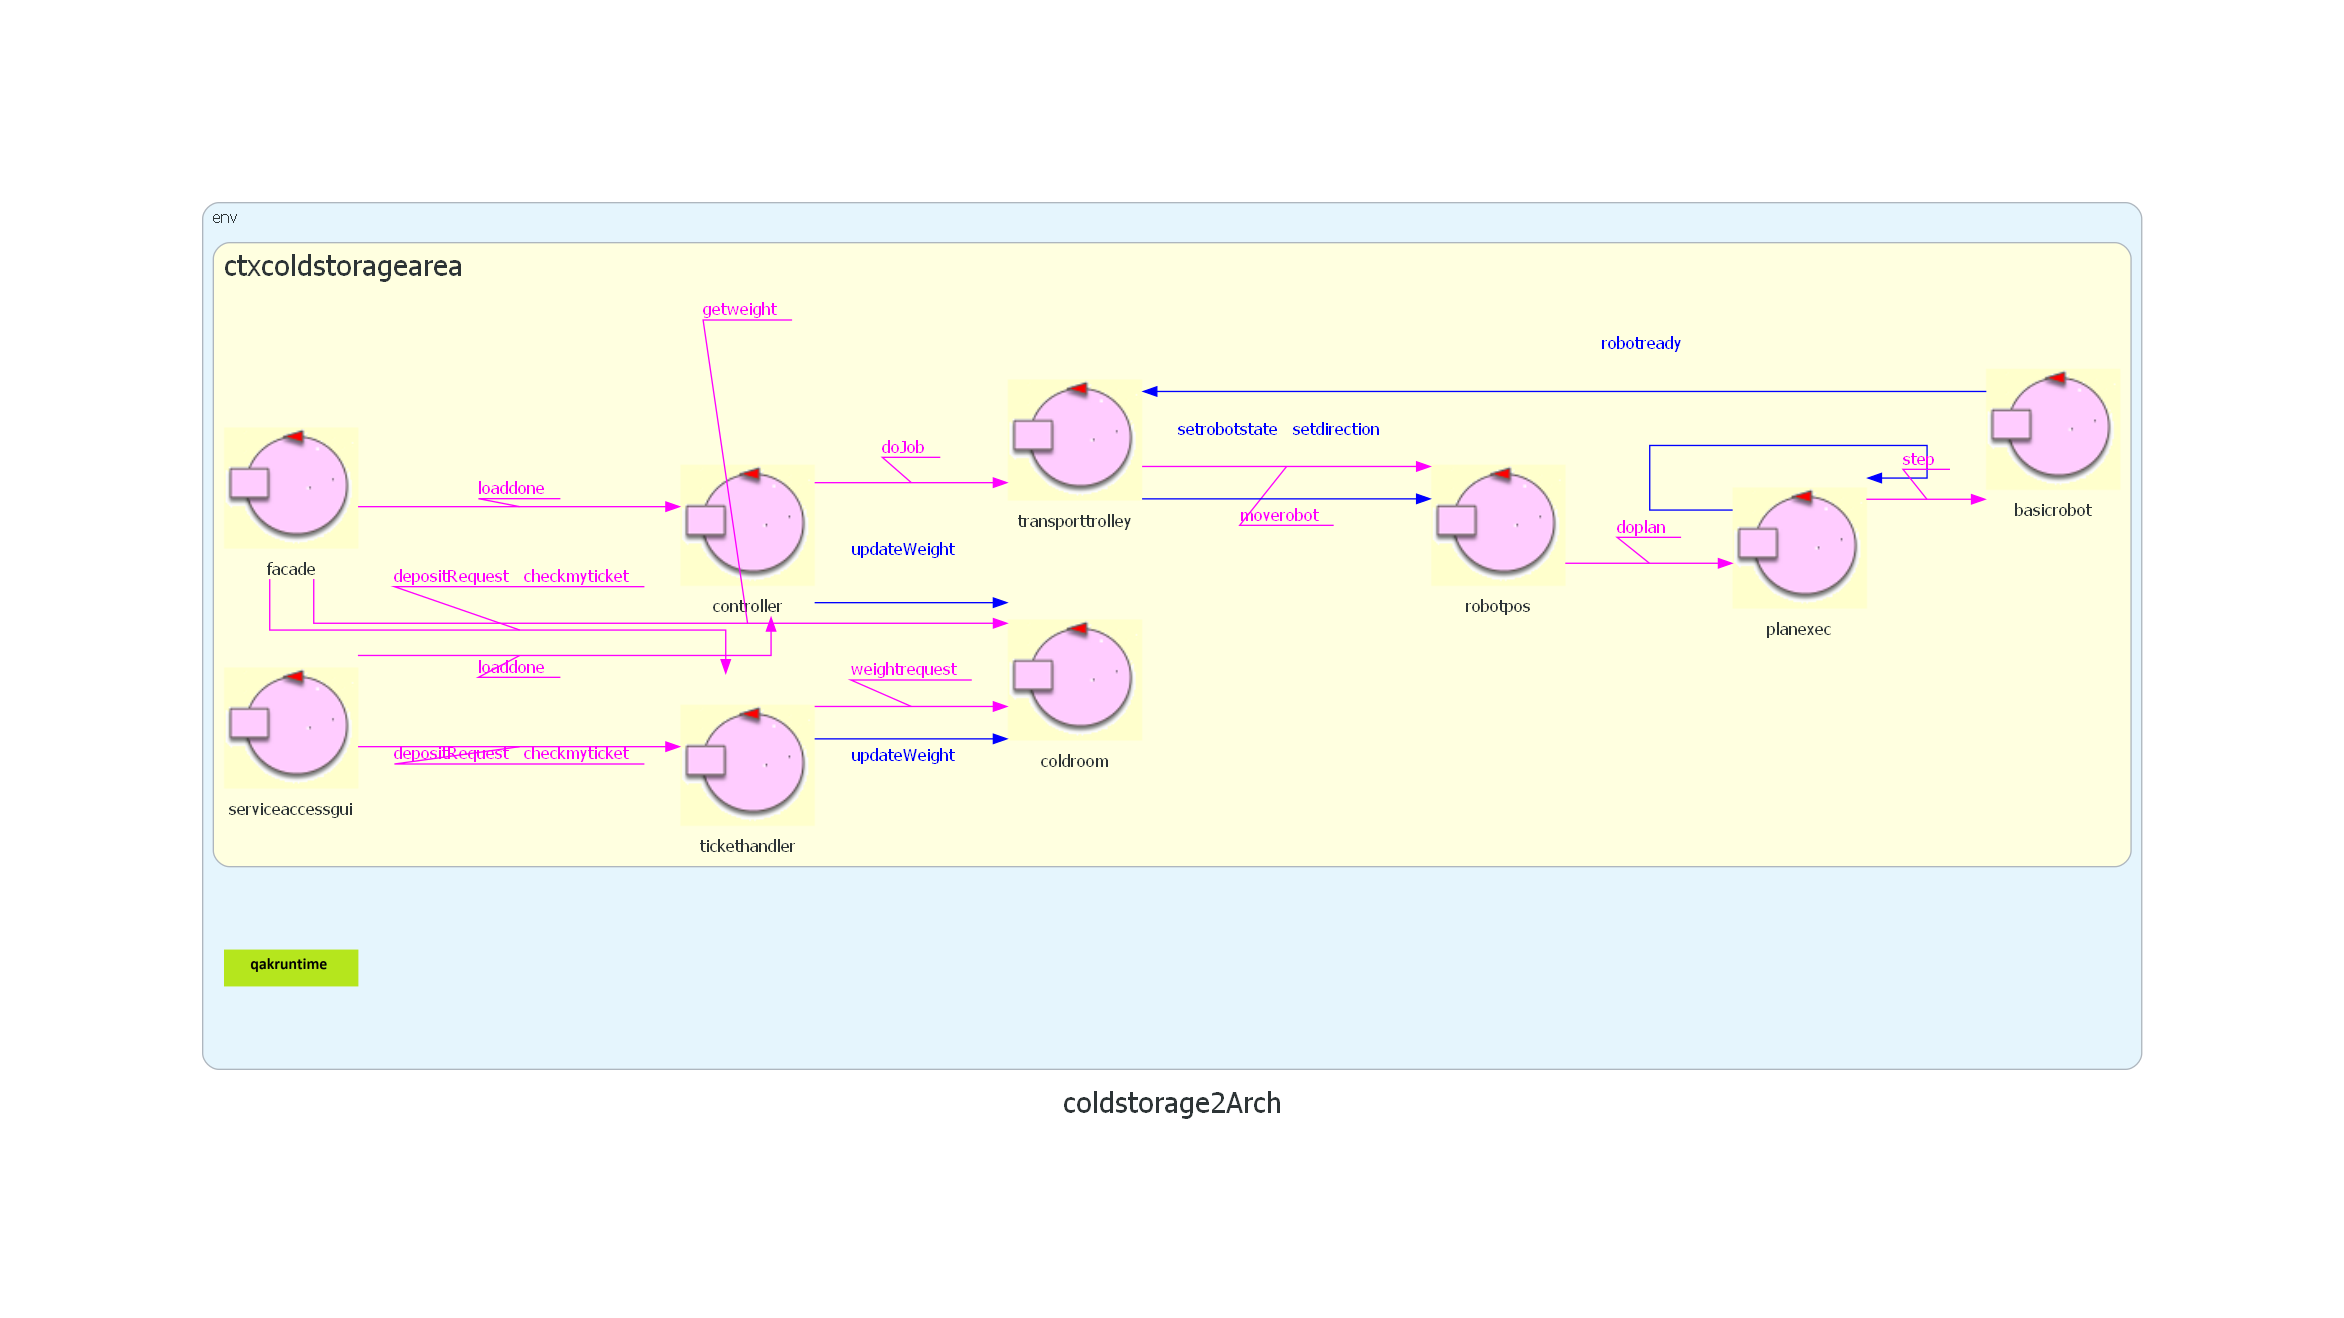 env
ctxcoldstoragearea
getweight
robotready
setrobotstate setdirection
doJob
step
loaddone
basicrobot
moverobot
transporttrolley
doplan
updateWeight
facade
depositRequest checkmyticket
controller
robotpos
planexec
loaddone
weightrequest
depositRequest checkmyticket
updateWeight
coldroom
serviceaccessgui
tickethandler
qakruntime
coldstorage2Arch